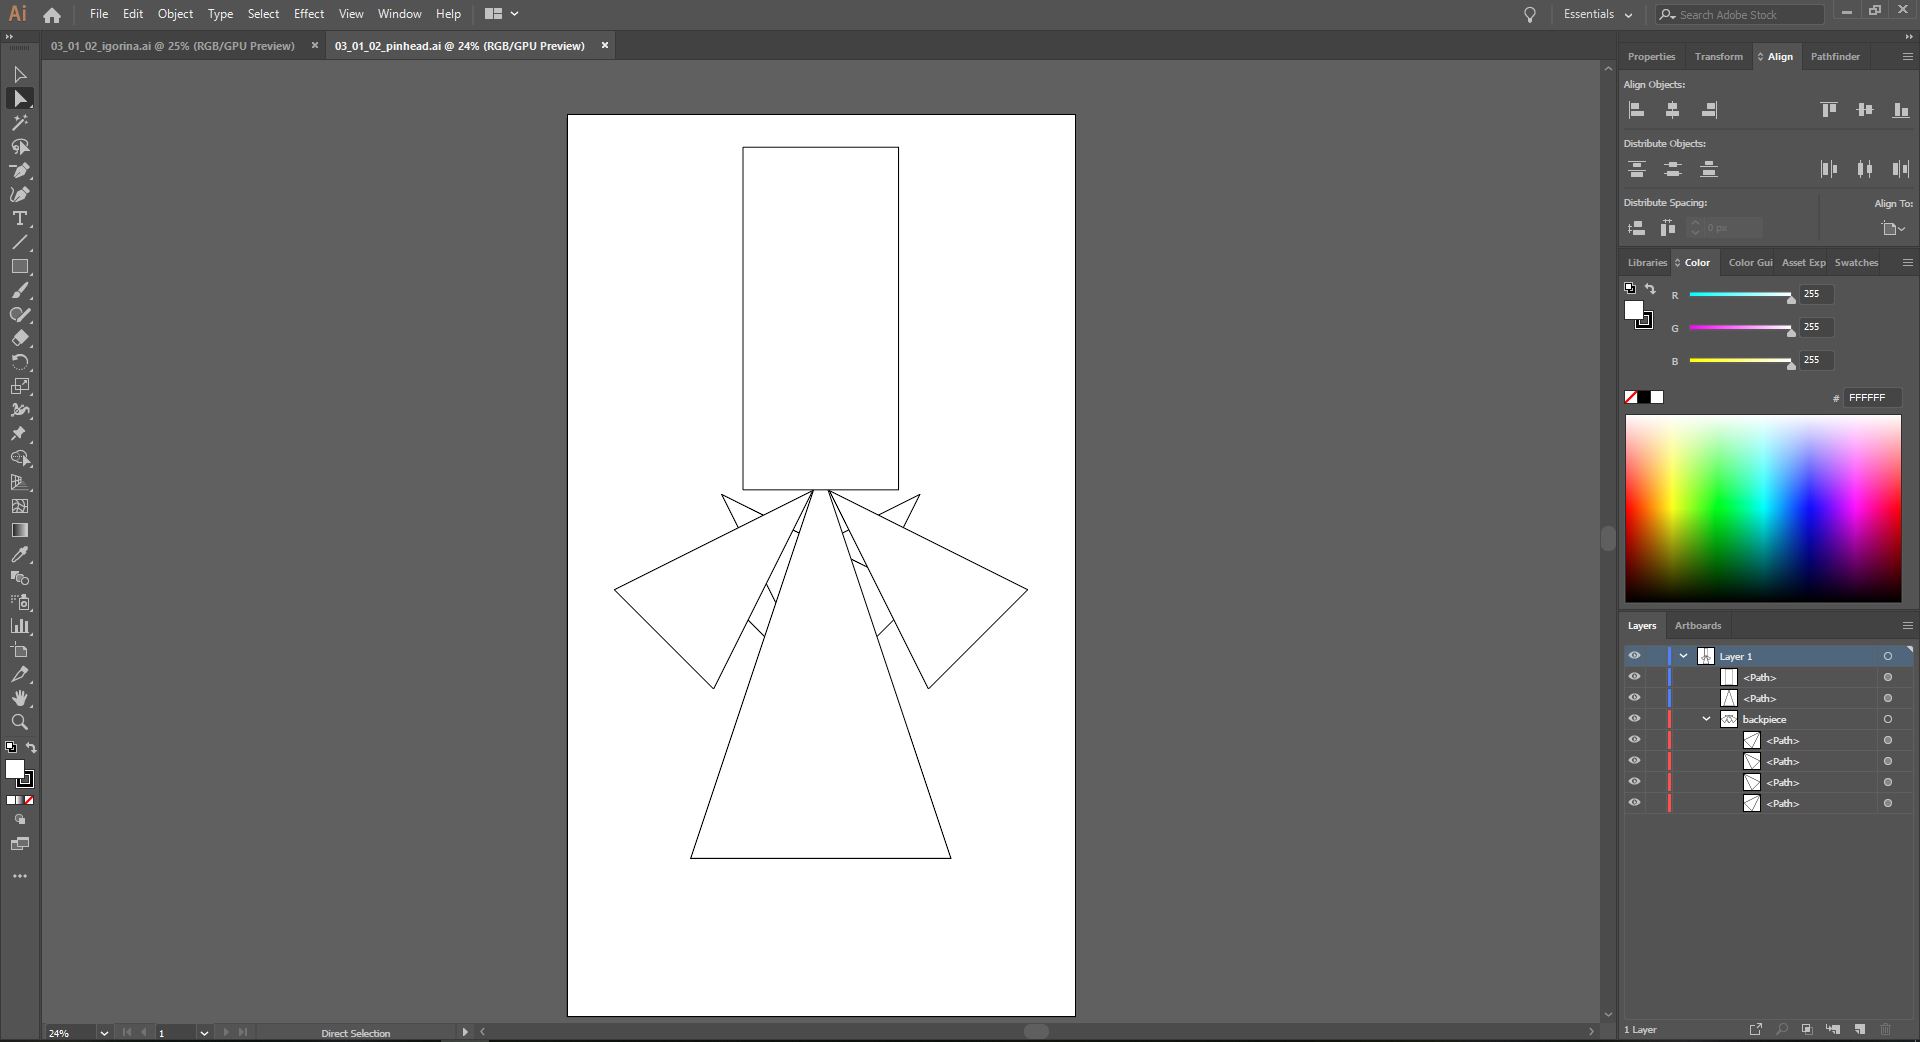 Ai File Edit Object Type Select Effect View Window Help Essentials Search Adobe Stock
03_01_02_igorina.ai @ 25% (RGB/GPU Preview) × 03_01_02_pinhead.ai @ 24% (RGB/GPU Preview) ×
Properties Transform Align Pathfinder
Align Objects:
Distribute Objects:
Distribute Spacing: Align To:
0 px
Libraries Color Color Gui Asset Exp Swatches
R 255
G 255
B 255
# FFFFFF
Layers Artboards
Layer 1
<Path>
<Path>
backpiece
<Path>
<Path>
<Path>
<Path>
24% 1 Direct Selection
1 Layer